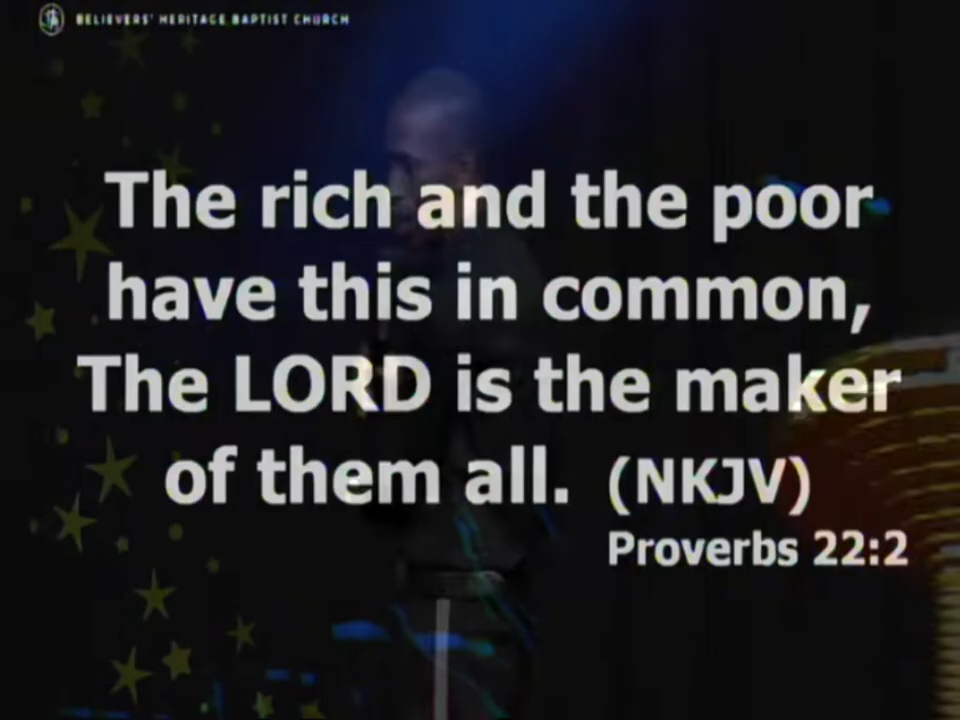 BELIEVERS' HERITAGE BAPTIST CHURCH
The rich and the poor
have this in common,
The LORD is the maker
of them all. (NKJV)
Proverbs 22:2